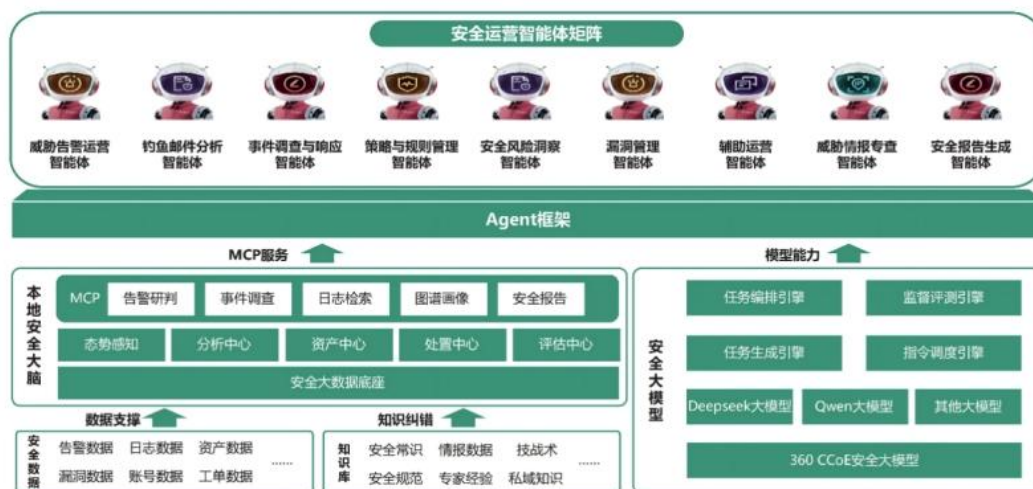 安全运营智能体矩阵
威胁告警运营
智能体
钓鱼邮件分析
智能体
事件调查与响应
智能体
策略与规则管理
智能体
安全风险洞察
智能体
漏洞管理
智能体
辅助运营
智能体
威胁情报专查
智能体
安全报告生成
智能体
Agent框架
MCP服务
模型能力
本地安全大脑
MCP
告警研判
事件调查
日志检索
图谱画像
安全报告
态势感知
分析中心
资产中心
处置中心
评估中心
安全大数据底座
数据支撑
知识纠错
安全数据
告警数据
日志数据
资产数据
漏洞数据
账号数据
工单数据
......
知识库
安全常识
情报数据
技战术
安全规范
专家经验
私域知识
......
安全大模型
任务编排引擎
监督评测引擎
任务生成引擎
指令调度引擎
Deepseek大模型
Qwen大模型
其他大模型
360 CCoE安全大模型